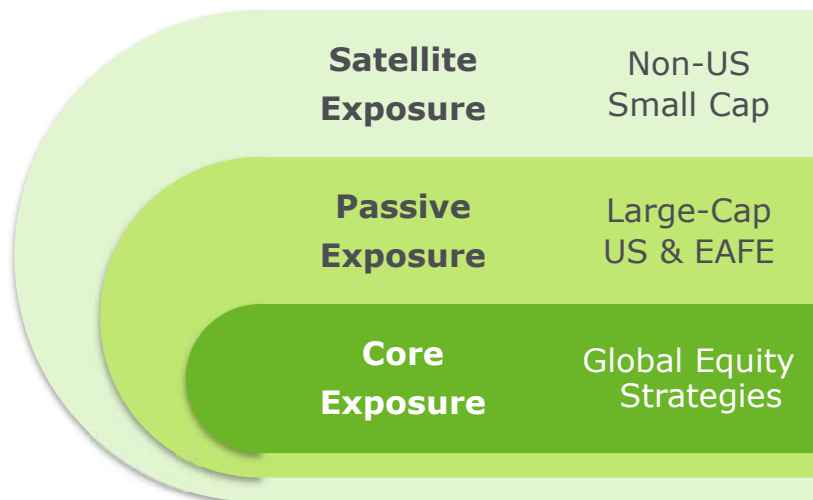 Satellite
Exposure
Non-US
Small Cap
Passive
Exposure
Large-Cap
US & EAFE
Core
Exposure
Global Equity
Strategies